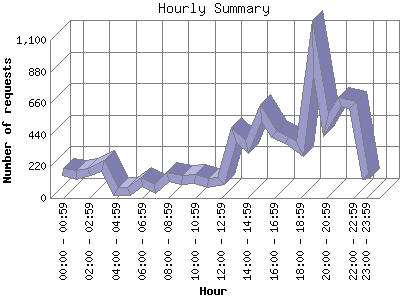 Hourly Summary
Number of requests
1,100
880
660
440
220
0
00:00 - 00:59
02:00 - 02:59
04:00 - 04:59
06:00 - 06:59
08:00 - 08:59
10:00 - 10:59
12:00 - 12:59
14:00 - 14:59
16:00 - 16:59
18:00 - 18:59
20:00 - 20:59
22:00 - 22:59
23:00 - 23:59
Hour